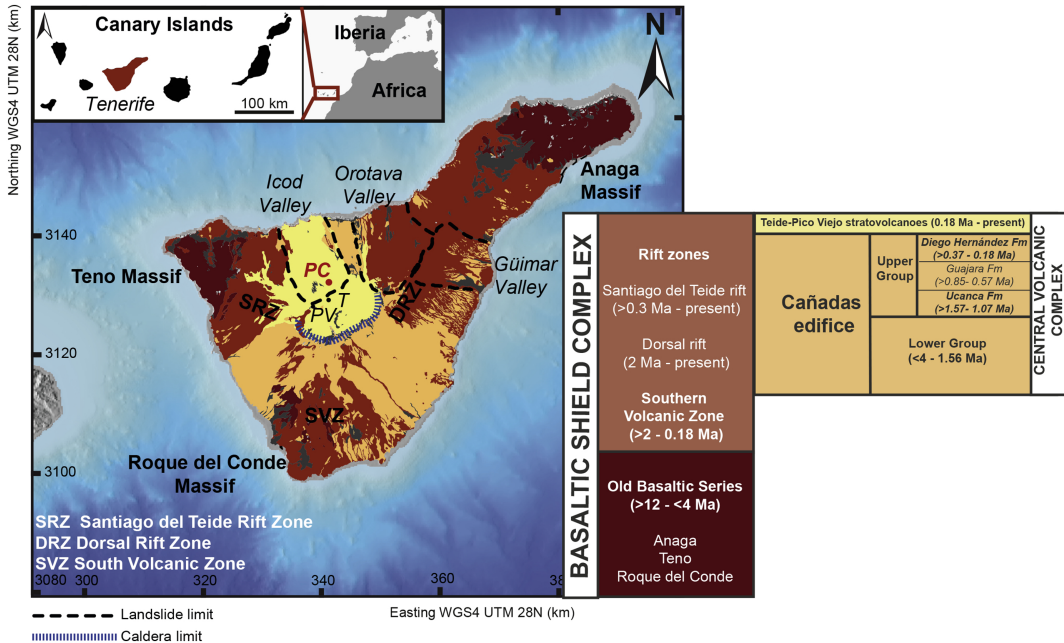 Northing WGS4 UTM 28N (km)
Canary Islands
Tenerife
100 km
Iberia
Africa
N
Anaga
Massif
Orotava
Valley
Icod
Valley
Güimar
Valley
Teno Massif
PC
T
PV
SRZ
DRZ
SVZ
Roque del Conde
Massif
3140
3120
3100
3080
300
320
340
360
38
SRZ Santiago del Teide Rift Zone
DRZ Dorsal Rift Zone
SVZ South Volcanic Zone
Easting WGS4 UTM 28N (km)
Landslide limit
Caldera limit
BASALTIC SHIELD COMPLEX
Rift zones
Santiago del Teide rift
(>0.3 Ma - present)
Dorsal rift
(2 Ma – present)
Southern
Volcanic Zone
(>2 - 0.18 Ma)
Old Basaltic Series
(>12 - <4 Ma)
Anaga
Teno
Roque del Conde
Teide-Pico Viejo stratovolcanoes (0.18 Ma - present)
Cañadas
edifice
Upper
Group
Diego Hernández Fm
(>0.37 - 0.18 Ma)
Guajara Fm
(>0.85- 0.57 Ma)
Ucanca Fm
(>1.57- 1.07 Ma)
Lower Group
(<4 - 1.56 Ma)
CENTRAL VOLCANIC
COMPLEX